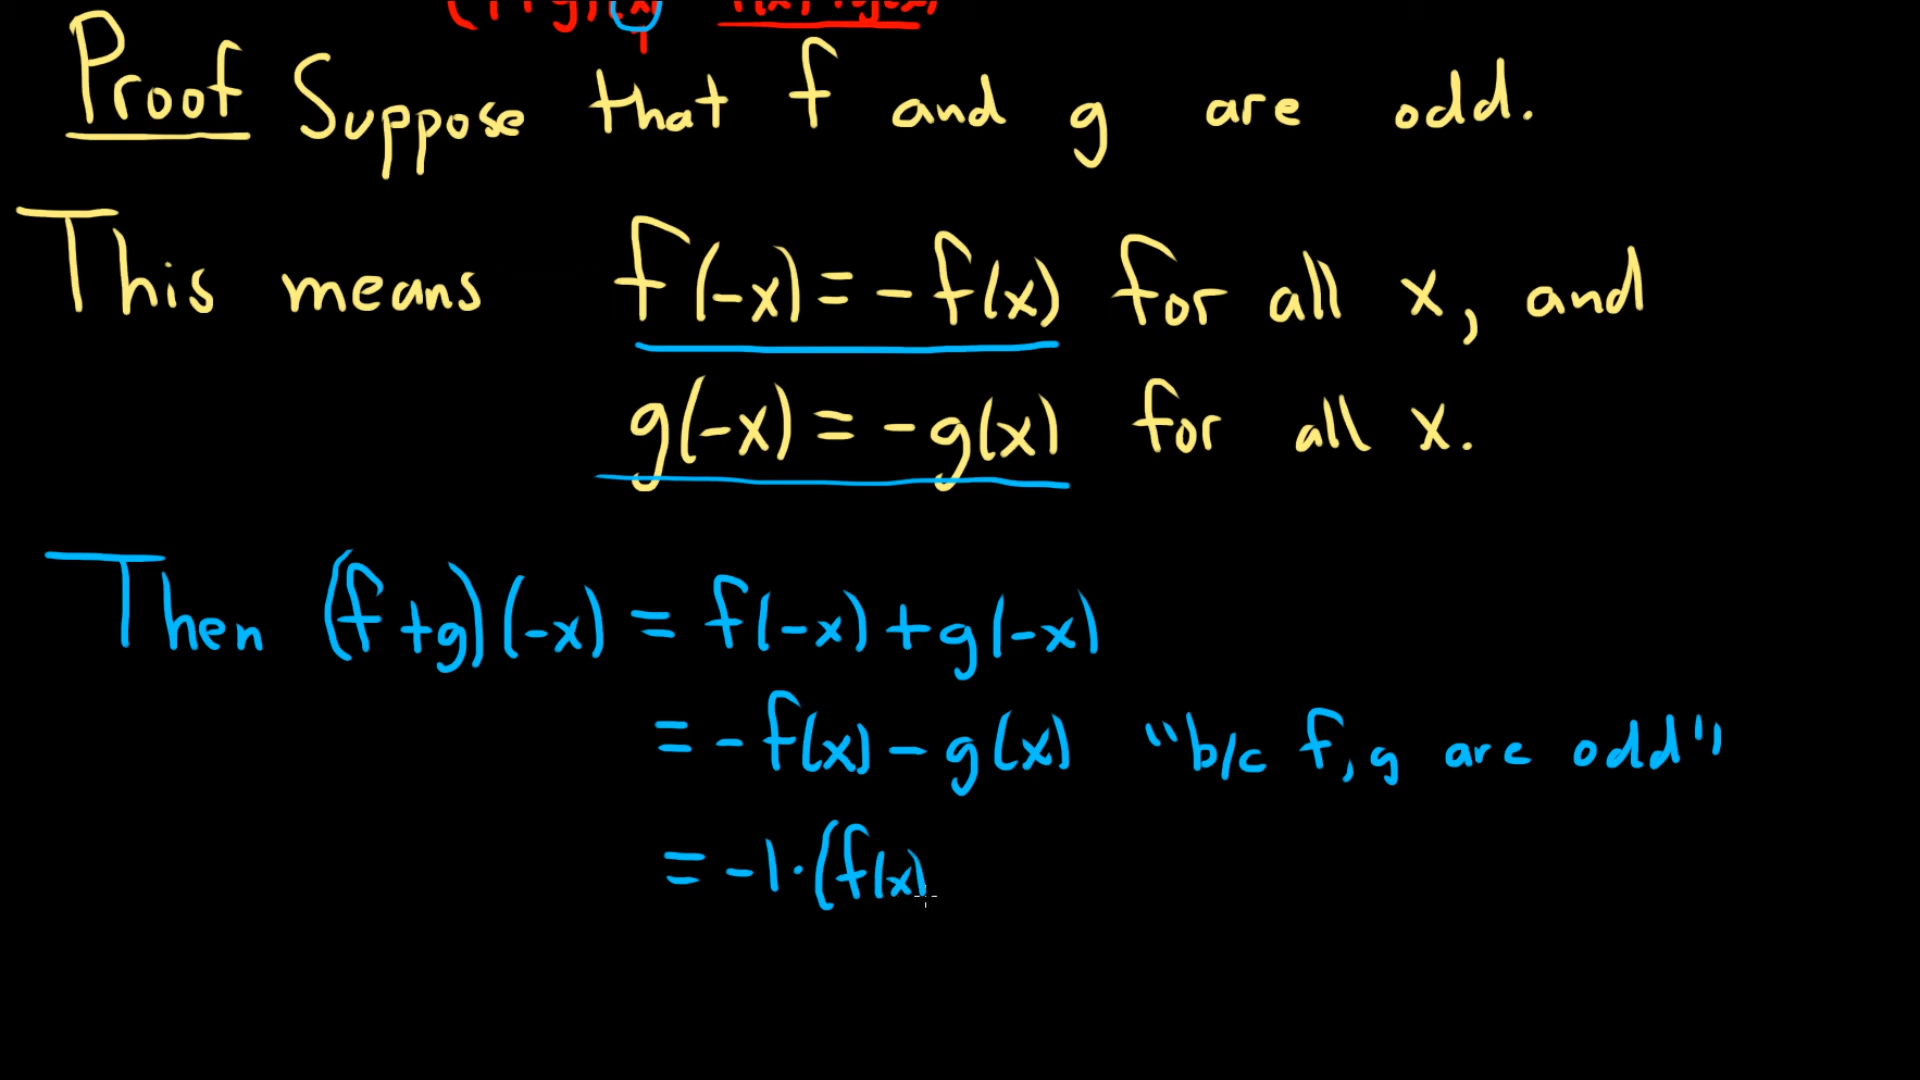 Proof Suppose that f and g are odd.
This means f(-x) = -f(x) for all x, and
g(-x) = -g(x) for all x.
Then (f+g)(-x) = f(-x)+g(-x)
= -f(x) - g(x) "b/c f, g are odd"
= -1·(f(x)